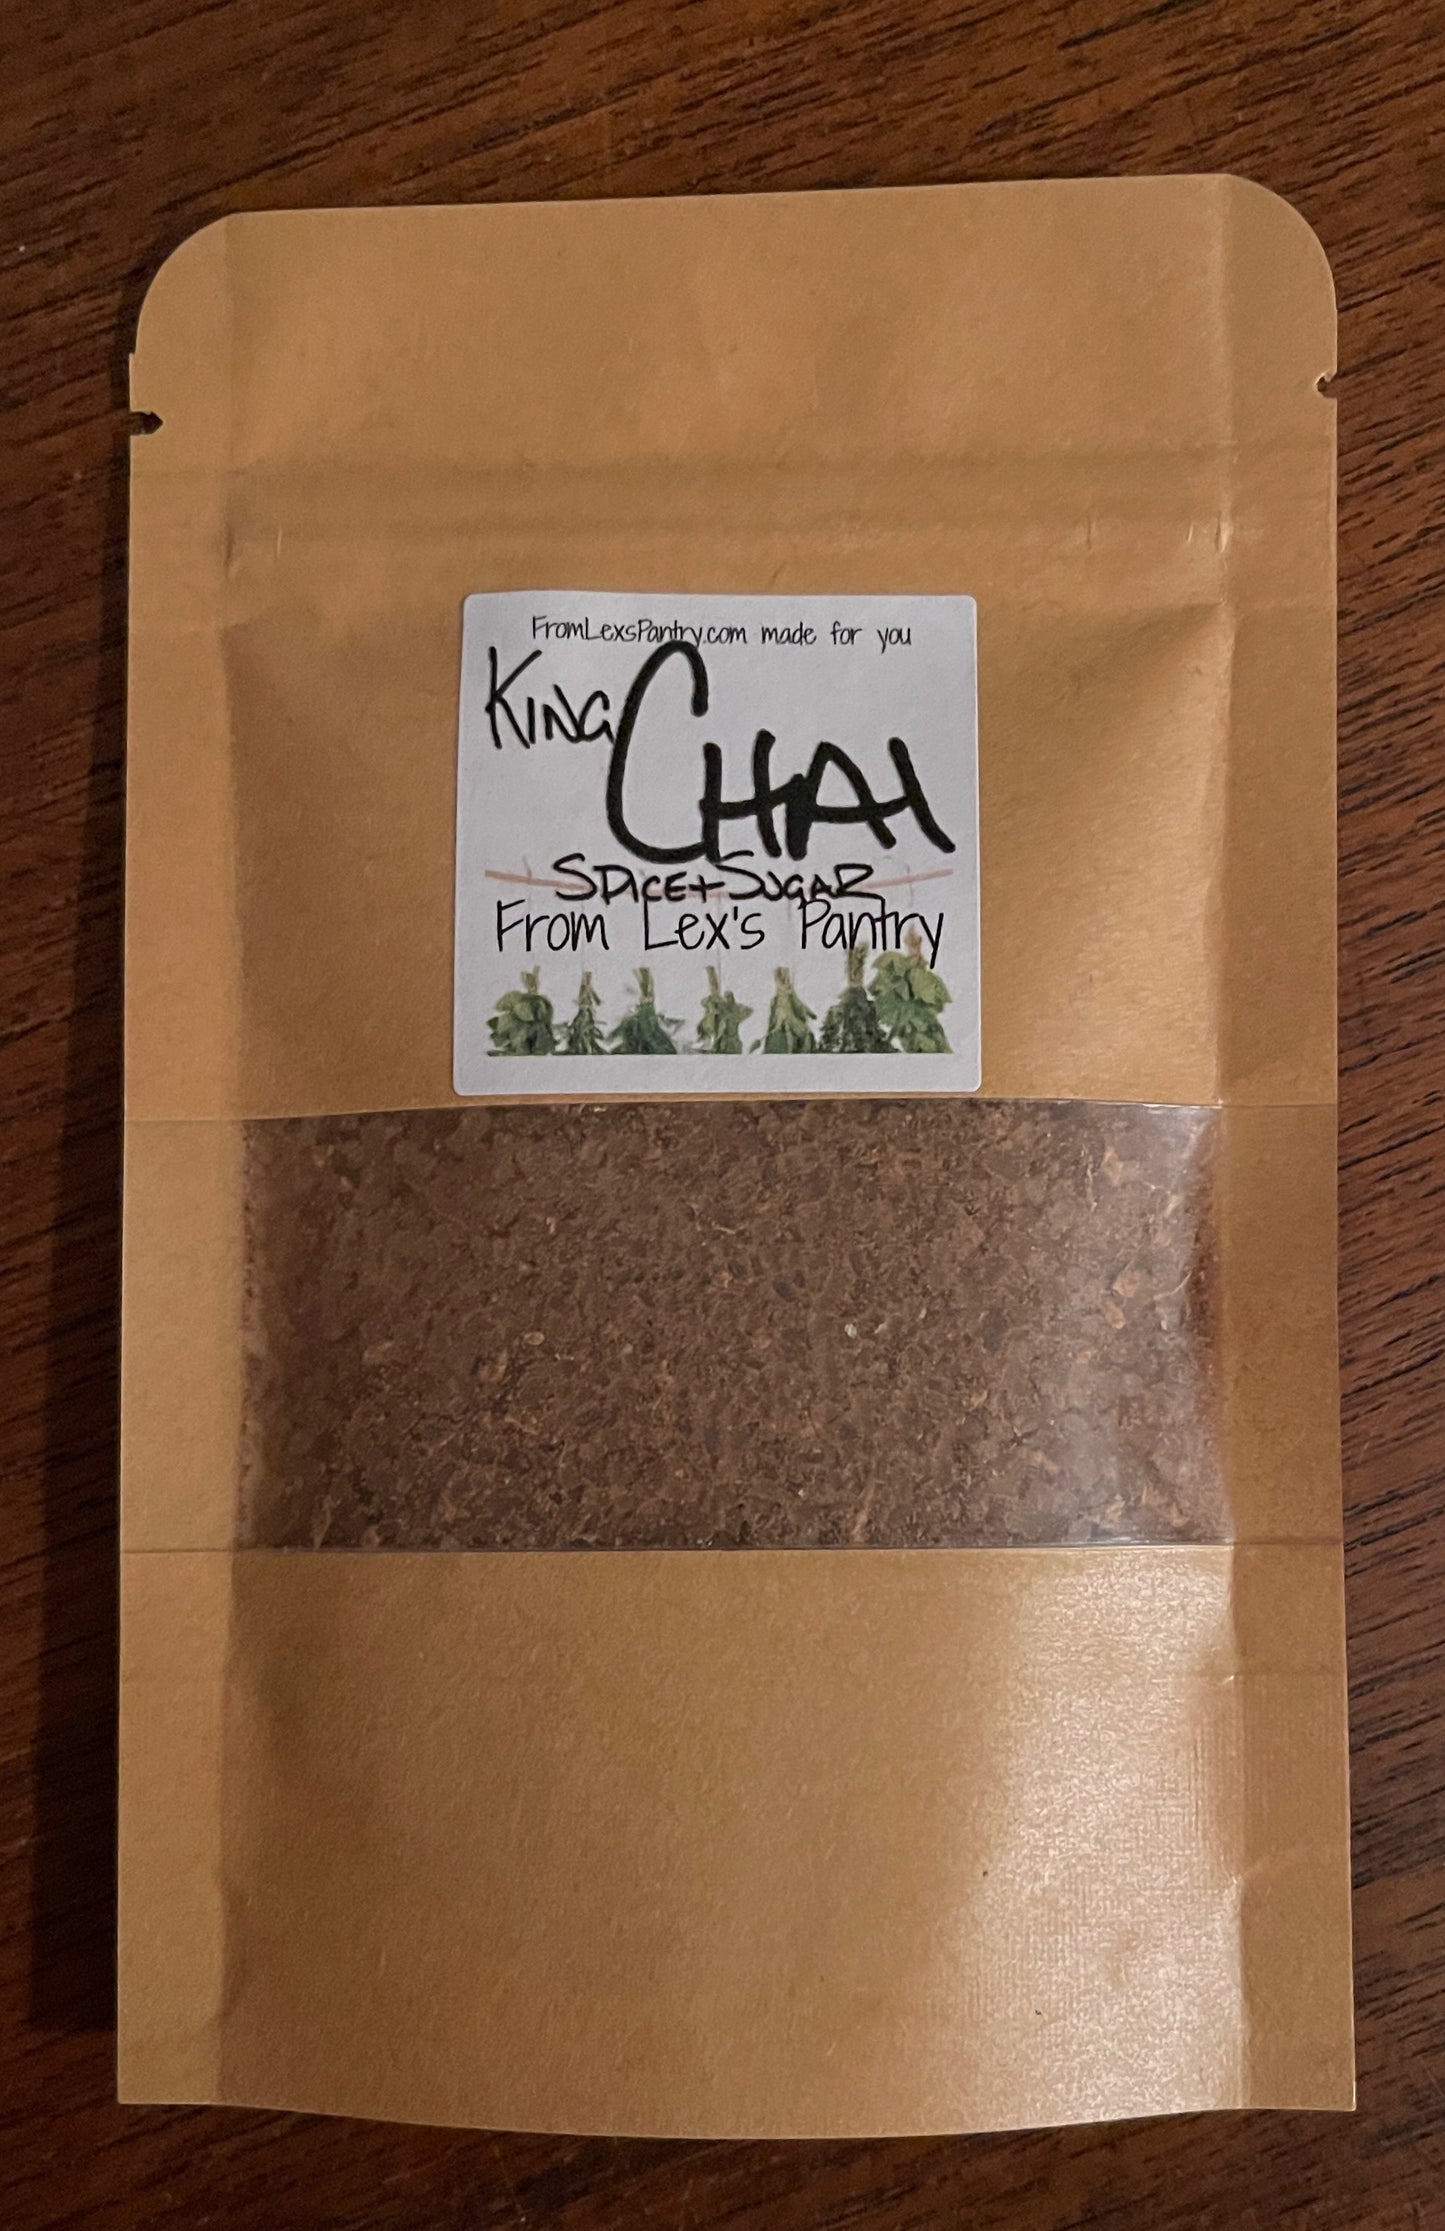 FromLexsPantry.com made for you
KING CHAI
SPICE+SUGAR
From Lex's Pantry